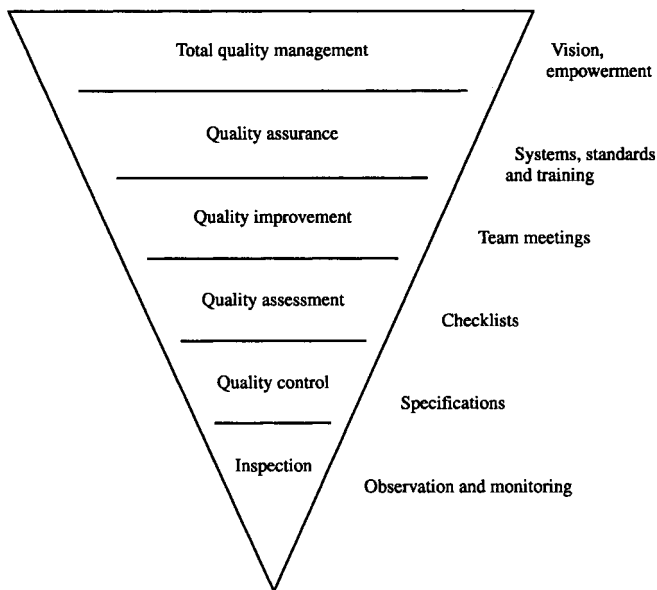 Total quality management
Vision,
empowerment
Quality assurance
Systems, standards
and training
Quality improvement
Team meetings
Quality assessment
Checklists
Quality control
Specifications
Inspection
Observation and monitoring